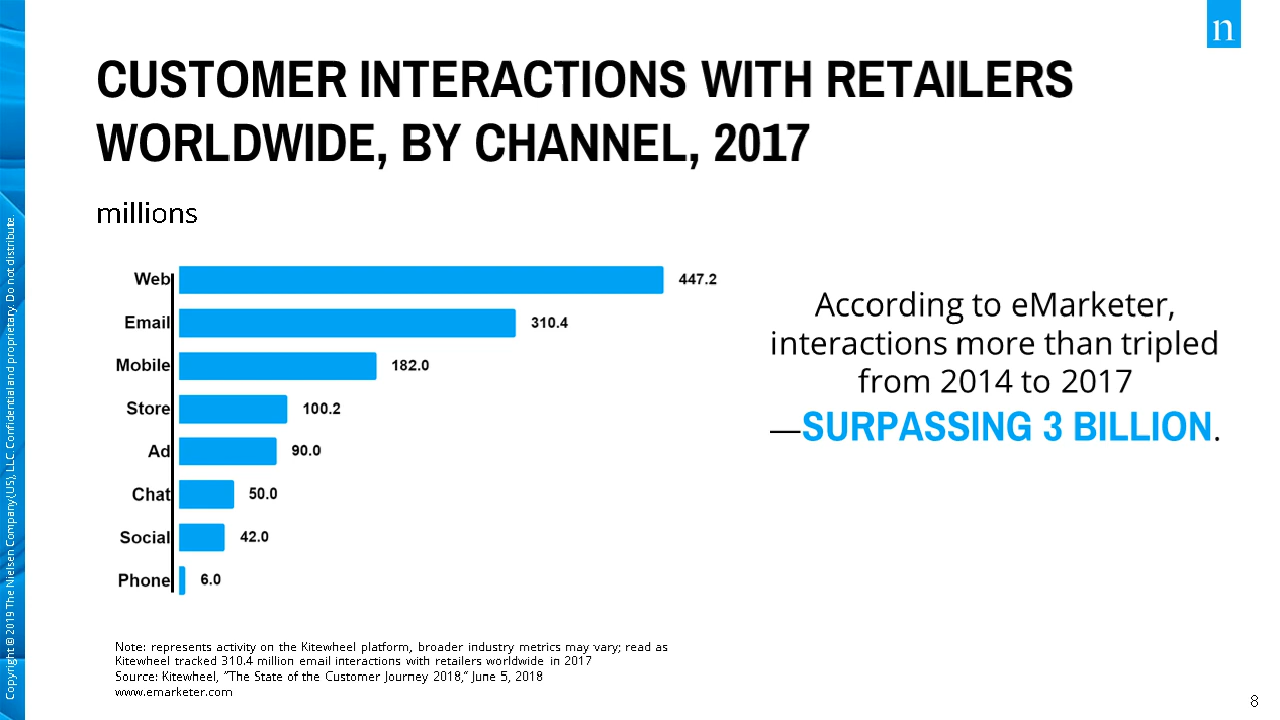 n
CUSTOMER INTERACTIONS WITH RETAILERS
WORLDWIDE, BY CHANNEL, 2017
millions
Web 447.2
Email 310.4
Mobile 182.0
Store 100.2
Ad 90.0
Chat 50.0
Social 42.0
Phone 6.0
According to eMarketer,
interactions more than tripled
from 2014 to 2017
—SURPASSING 3 BILLION.
Note: represents activity on the Kitewheel platform, broader industry metrics may vary; read as
Kitewheel tracked 310.4 million email interactions with retailers worldwide in 2017
Source: Kitewheel, "The State of the Customer Journey 2018," June 5, 2018
www.emarketer.com
Copyright © 2019 The Nielsen Company (US), LLC. Confidential and proprietary. Do not distribute.
8